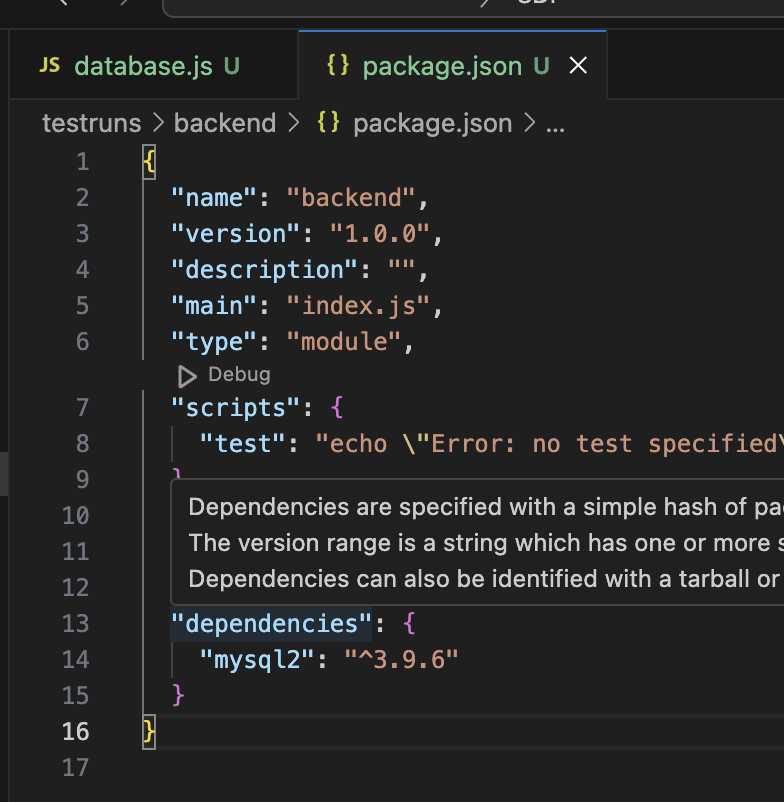 JS database.js U {} package.json U
testruns > backend > {} package.json > ...
1 {
2 "name": "backend",
3 "version": "1.0.0",
4 "description": "",
5 "main": "index.js",
6 "type": "module",
Debug
7 "scripts": {
8 "test": "echo \"Error: no test specified\
9 }
10 Dependencies are specified with a simple hash of
11 The version range is a string which has one or more
12 Dependencies can also be identified with a tarball or
13 "dependencies": {
14 "mysql2": "^3.9.6"
15 }
16 }
17